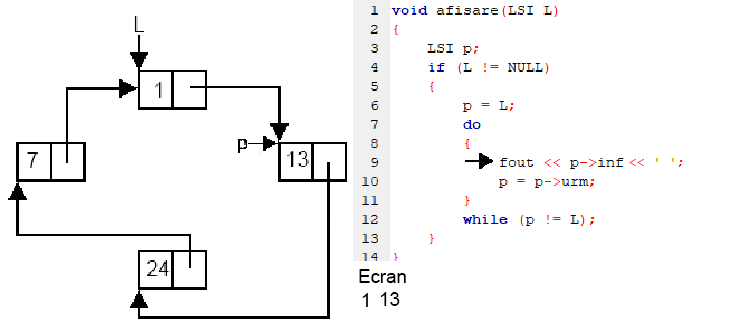 L
1
p
13
7
24
1 void afisare(LSI L)
2 {
3 LSI p;
4 if (L != NULL)
5 {
6 p = L;
7 do
8 {
9 fout << p->inf << ' ';
10 p = p->urm;
11 }
12 while (p != L);
13 }
14 }
Ecran
1 13